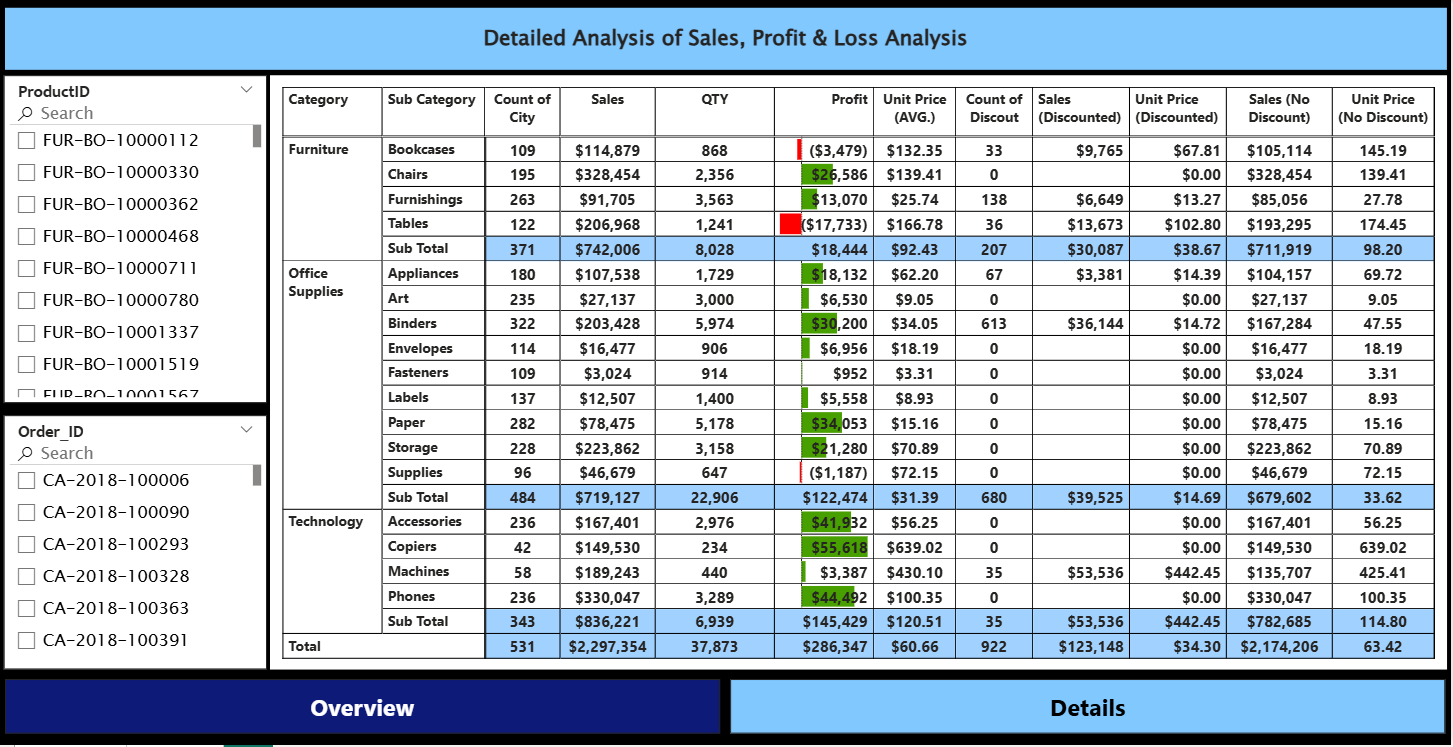 Detailed Analysis of Sales, Profit & Loss Analysis
ProductID
Search
FUR-BO-10000112
FUR-BO-10000330
FUR-BO-10000362
FUR-BO-10000468
FUR-BO-10000711
FUR-BO-10000780
FUR-BO-10001337
FUR-BO-10001519
FUR-BO-10001567
Order_ID
Search
CA-2018-100006
CA-2018-100090
CA-2018-100293
CA-2018-100328
CA-2018-100363
CA-2018-100391
Category Sub Category Count of City Sales QTY Profit Unit Price (AVG.) Count of Discout Sales (Discounted) Unit Price (Discounted) Sales (No Discount) Unit Price (No Discount)
Furniture Bookcases 109 $114,879 868 ($3,479) $132.35 33 $9,765 $67.81 $105,114 145.19
Chairs 195 $328,454 2,356 $26,586 $139.41 0 $0.00 $328,454 139.41
Furnishings 263 $91,705 3,563 $13,070 $25.74 138 $6,649 $13.27 $85,056 27.78
Tables 122 $206,968 1,241 ($17,733) $166.78 36 $13,673 $102.80 $193,295 174.45
Sub Total 371 $742,006 8,028 $18,444 $92.43 207 $30,087 $38.67 $711,919 98.20
Office Supplies Appliances 180 $107,538 1,729 $18,132 $62.20 67 $3,381 $14.39 $104,157 69.72
Art 235 $27,137 3,000 $6,530 $9.05 0 $0.00 $27,137 9.05
Binders 322 $203,428 5,974 $30,200 $34.05 613 $36,144 $14.72 $167,284 47.55
Envelopes 114 $16,477 906 $6,956 $18.19 0 $0.00 $16,477 18.19
Fasteners 109 $3,024 914 $952 $3.31 0 $0.00 $3,024 3.31
Labels 137 $12,507 1,400 $5,558 $8.93 0 $0.00 $12,507 8.93
Paper 282 $78,475 5,178 $34,053 $15.16 0 $0.00 $78,475 15.16
Storage 228 $223,862 3,158 $21,280 $70.89 0 $0.00 $223,862 70.89
Supplies 96 $46,679 647 ($1,187) $72.15 0 $0.00 $46,679 72.15
Sub Total 484 $719,127 22,906 $122,474 $31.39 680 $39,525 $14.69 $679,602 33.62
Technology Accessories 236 $167,401 2,976 $41,932 $56.25 0 $0.00 $167,401 56.25
Copiers 42 $149,530 234 $55,618 $639.02 0 $0.00 $149,530 639.02
Machines 58 $189,243 440 $3,387 $430.10 35 $53,536 $442.45 $135,707 425.41
Phones 236 $330,047 3,289 $44,492 $100.35 0 $0.00 $330,047 100.35
Sub Total 343 $836,221 6,939 $145,429 $120.51 35 $53,536 $442.45 $782,685 114.80
Total 531 $2,297,354 37,873 $286,347 $60.66 922 $123,148 $34.30 $2,174,206 63.42
Overview
Details